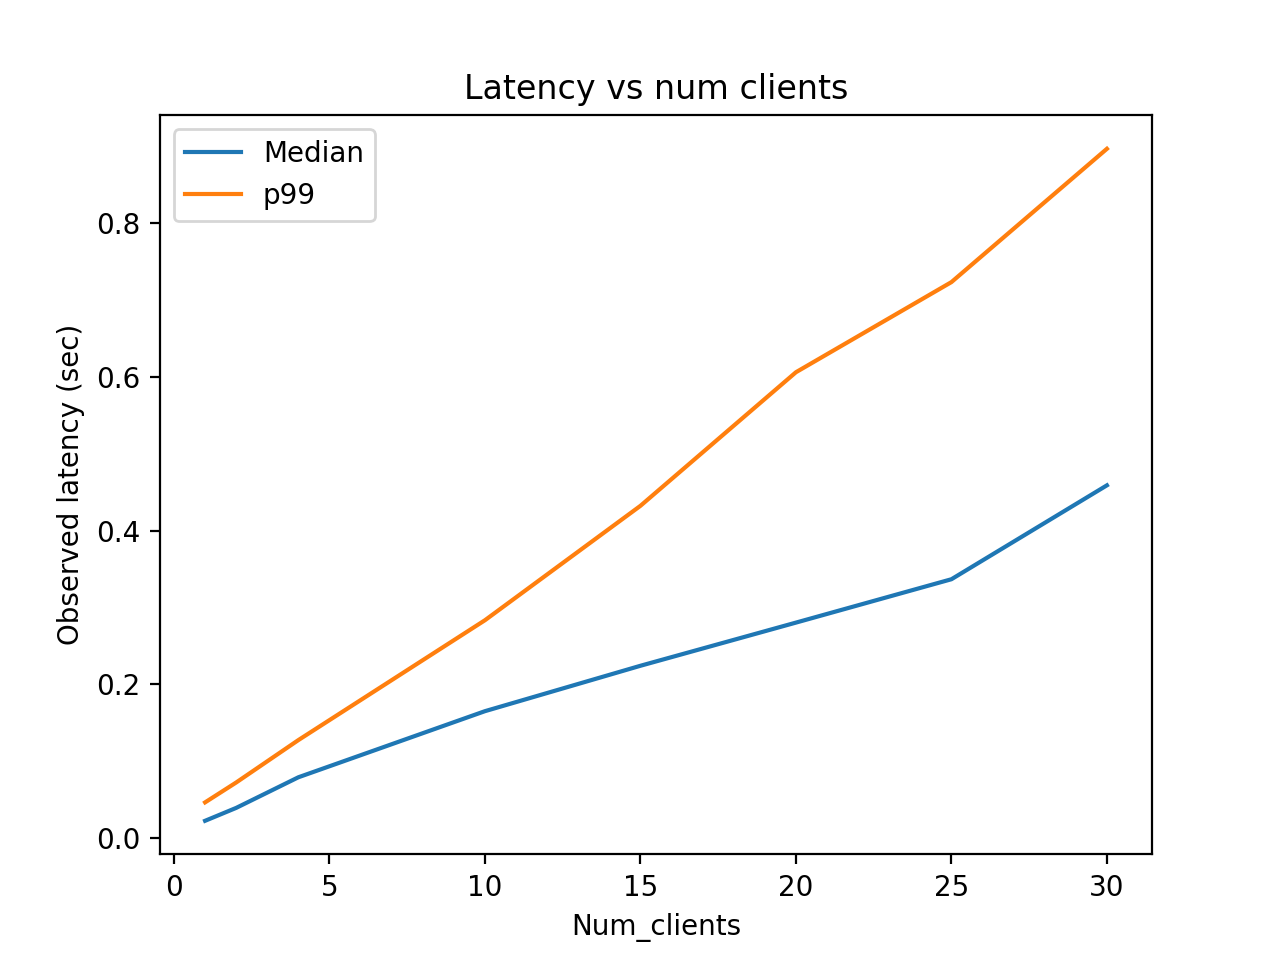 Latency vs num clients
Median
p99
Observed latency (sec)
0.8
0.6
0.4
0.2
0.0
0 5 10 15 20 25 30
Num_clients